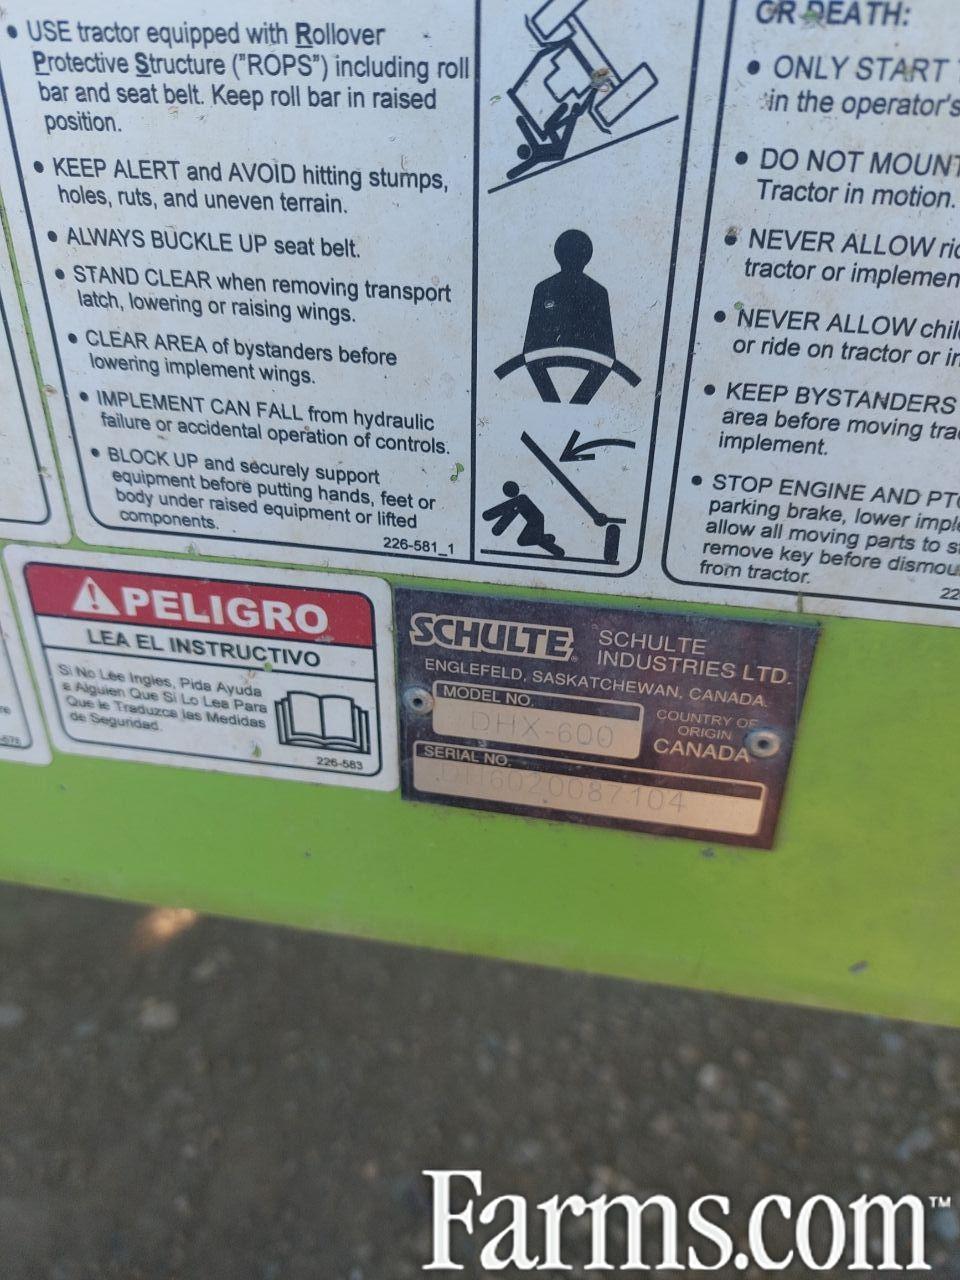 • USE tractor equipped with Rollover
Protective Structure ("ROPS") including roll
bar and seat belt. Keep roll bar in raised
position.
• KEEP ALERT and AVOID hitting stumps,
holes, ruts, and uneven terrain.
• ALWAYS BUCKLE UP seat belt.
• STAND CLEAR when removing transport
latch, lowering or raising wings.
• CLEAR AREA of bystanders before
lowering implement wings.
• IMPLEMENT CAN FALL from hydraulic
failure or accidental operation of controls.
• BLOCK UP and securely support
equipment before putting hands, feet or
body under raised equipment or lifted
components.
226-581_1
OR DEATH:
• ONLY START
in the operator's
• DO NOT MOUNT
Tractor in motion.
• NEVER ALLOW
tractor or
• NEVER ALLOW
or ride on tractor or
• KEEP BYSTANDERS
area before moving
implement.
• STOP ENGINE AND
parking brake, lower
allow all moving parts to
remove key before
from tractor.
PELIGRO
LEA EL INSTRUCTIVO
Si No Lee Ingles, Pida Ayuda
a Alguien Que Si Lo Lea Para
Que le Traduzca las Medidas
de Seguridad.
226-583
SCHULTE
SCHULTE
INDUSTRIES LTD.
ENGLEFELD, SASKATCHEWAN, CANADA
MODEL NO.
DHX-600
COUNTRY OF
ORIGIN
CANADA
SERIAL NO.
DH6020087104
Farms.com™